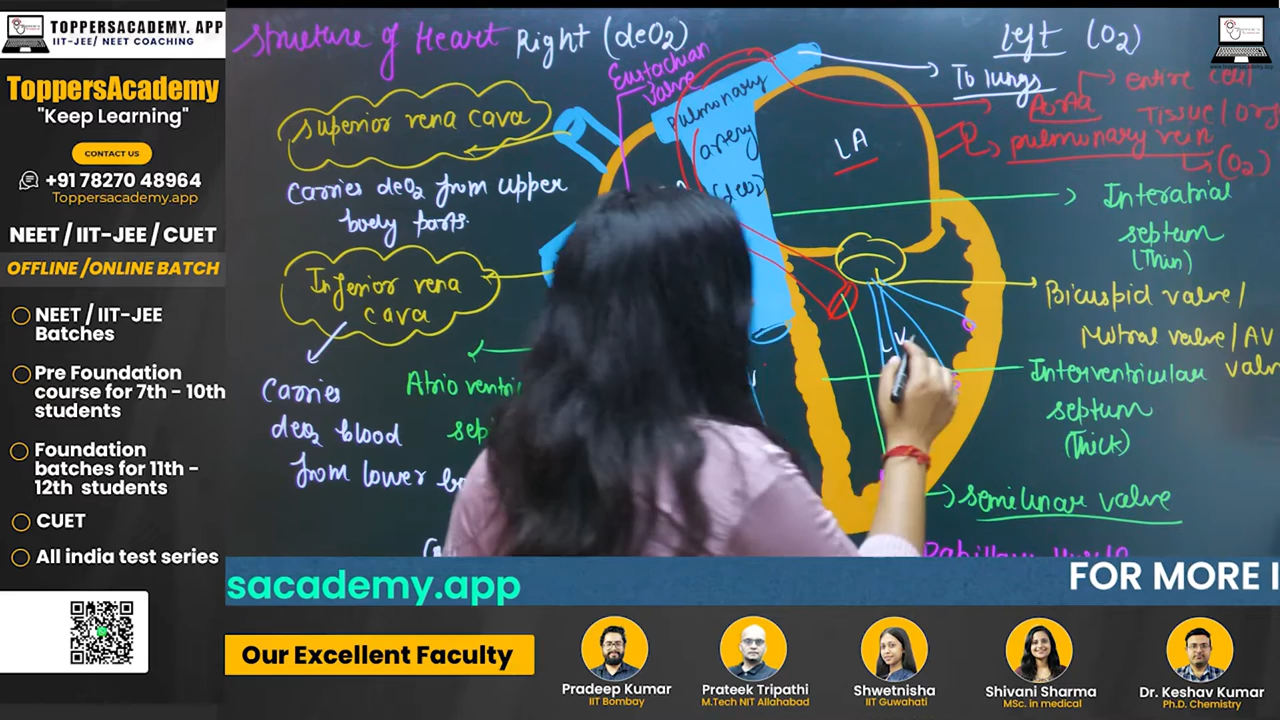 TOPPERSACADEMY. APP
IIT-JEE/ NEET COACHING
ToppersAcademy
"Keep Learning"
CONTACT US
+91 78270 48964
Toppersacademy.app
NEET / IIT-JEE / CUET
OFFLINE /ONLINE BATCH
NEET / IIT-JEE
Batches
Pre Foundation
course for 7th - 10th
students
Foundation
batches for 11th -
12th students
CUET
All india test series
Structure of Heart Right (deO2)
left (O2)
Eustachian
valve
superior vena cava
Carries deO2 from upper
body parts.
Inferior vena
cava
Carries
deO2 blood
from lower
Atrio ventri
sep
Pulmonary
artery
(deO2)
LA
LV
To lungs
Aorta
entire cell
Tissue/org
pulmonary vein
(O2)
Interatrial
septum
(Thin)
Bicuspid valve/
Mitral valve/AV
valv
Interventricular
septum
(Thick)
semilunar valve
sacademy.app
FOR MORE I
Our Excellent Faculty
Pradeep Kumar
IIT Bombay
Prateek Tripathi
M.Tech NIT Allahabad
Shwetnisha
IIT Guwahati
Shivani Sharma
MSc. in medical
Dr. Keshav Kumar
Ph.D. Chemistry